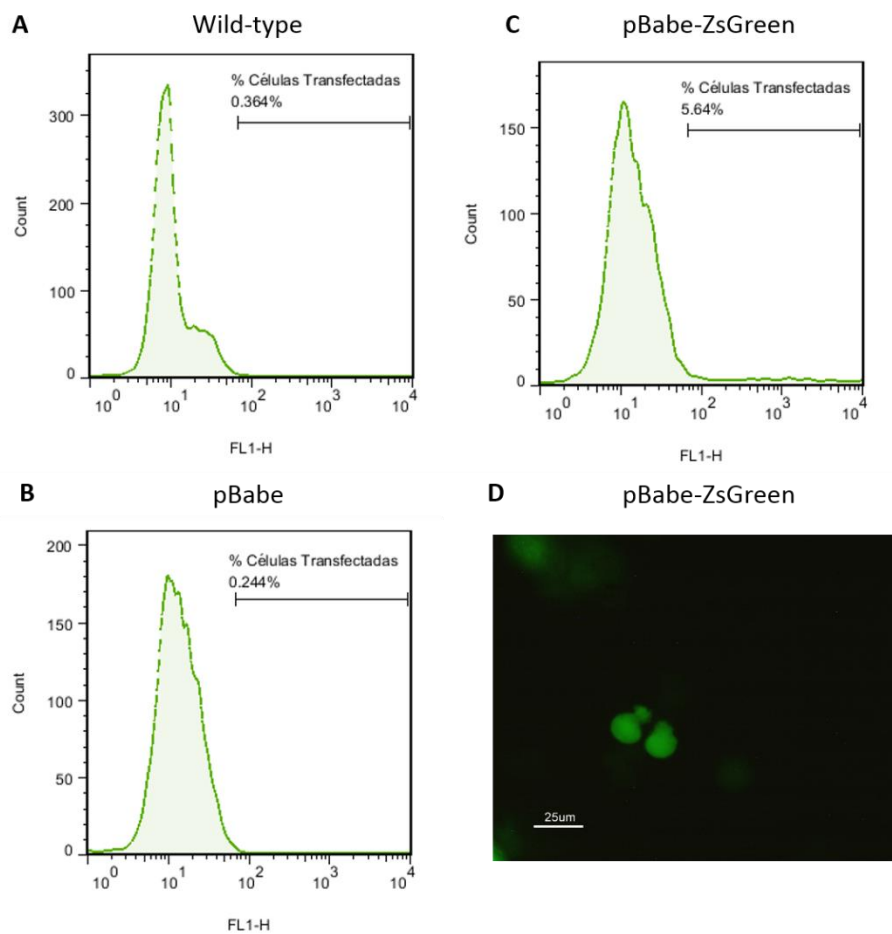 A
Wild-type
% Células Transfectadas
0.364%
Count
300
200
100
0
10^0 10^1 10^2 10^3 10^4
FL1-H
B
pBabe
% Células Transfectadas
0.244%
Count
200
150
100
50
0
10^0 10^1 10^2 10^3 10^4
FL1-H
C
pBabe-ZsGreen
% Células Transfectadas
5.64%
Count
150
100
50
0
10^0 10^1 10^2 10^3 10^4
FL1-H
D
pBabe-ZsGreen
25um